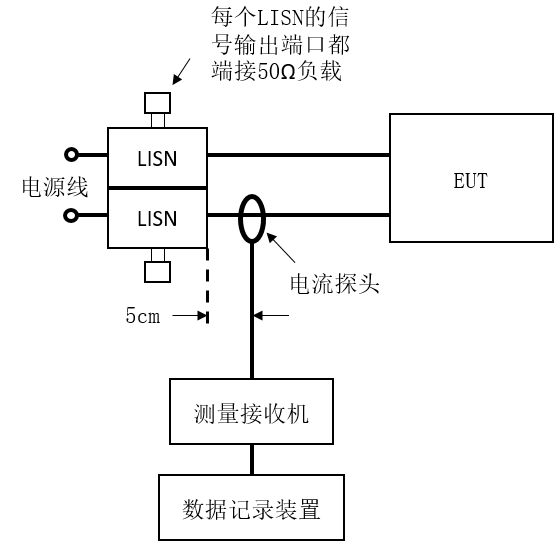 每个LISN的信
号输出端口都
端接50Ω负载
LISN
电源线
LISN
EUT
电流探头
5cm
测量接收机
数据记录装置